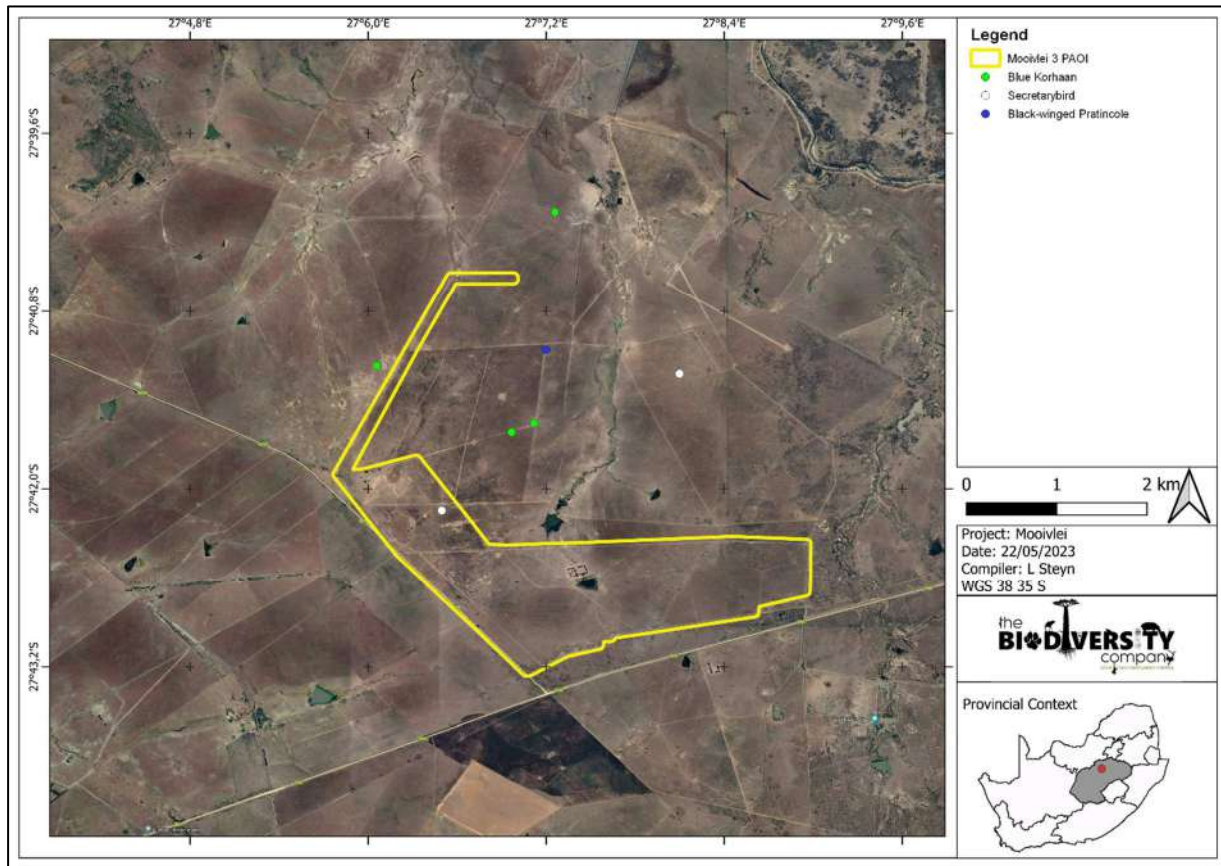 27°4,8'E 27°6,0'E 27°7,2'E 27°8,4'E 27°9,6'E
27°39,6'S
27°40,8'S
27°42,0'S
27°43,2'S
Legend
Mooivlei 3 PAOI
Blue Korhaan
Secretarybird
Black-winged Pratincole
0 1 2 km
Project: Mooivlei
Date: 22/05/2023
Compiler: L Steyn
WGS 38 35 S
the
BIODIVERSITY
company
Provincial Context